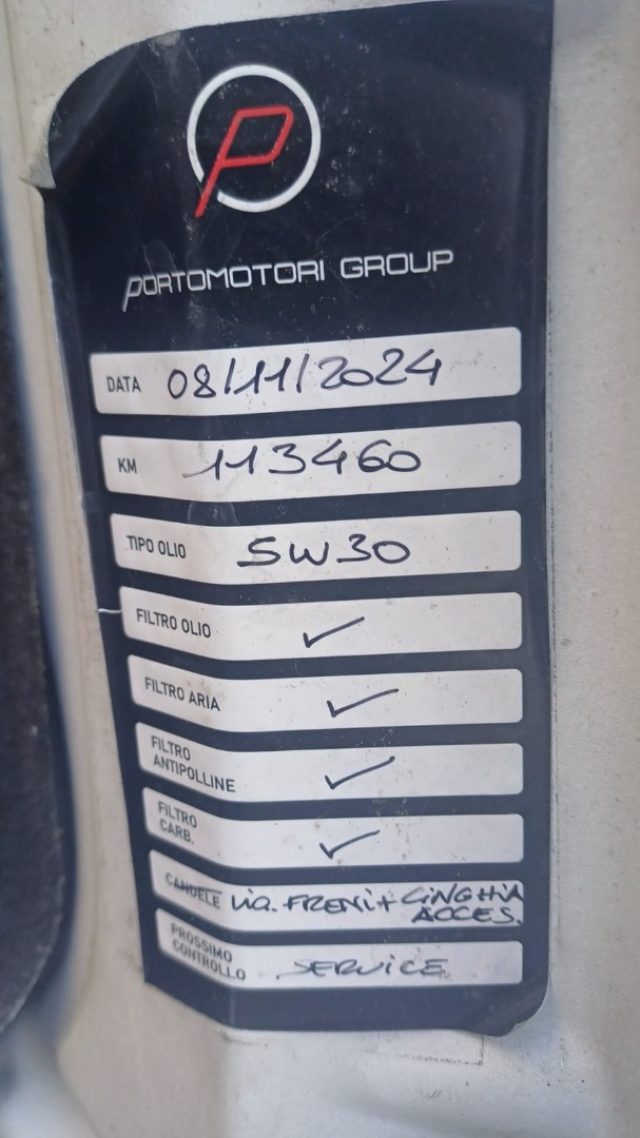 P
PORTOMOTORI GROUP
DATA 08/11/2024
KM 113460
TIPO OLIO 5W30
FILTRO OLIO ✓
FILTRO ARIA ✓
FILTRO
ANTIPOLLINE ✓
FILTRO
CARB. ✓
CANDELE LIQ. FRENI + CINGHIA
ACCES.
PROSSIMO
CONTROLLO SERVICE